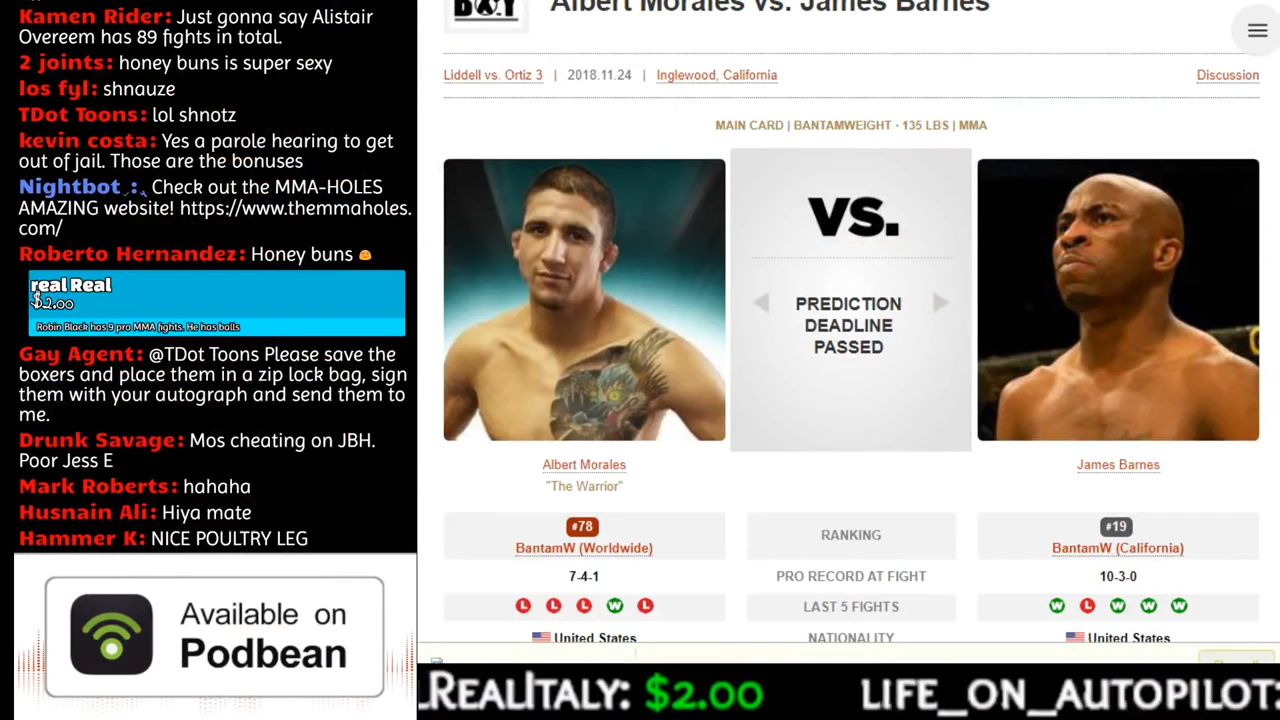 Kamen Rider: Just gonna say Alistair
Overeem has 89 fights in total.
2 joints: honey buns is super sexy
los fyl: shnauze
TDot Toons: lol shnotz
kevin costa: Yes a parole hearing to get
out of jail. Those are the bonuses
Nightbot: Check out the MMA-HOLES
AMAZING website! https://www.themmaholes.
com/
Roberto Hernandez: Honey buns
real Real
$2.00
Robin Black has 9 pro MMA fights. He has balls
Gay Agent: @TDot Toons Please save the
boxers and place them in a zip lock bag, sign
them with your autograph and send them to
me.
Drunk Savage: Mos cheating on JBH.
Poor Jess E
Mark Roberts: hahaha
Husnain Ali: Hiya mate
Hammer K: NICE POULTRY LEG
Available on
Podbean
Albert Morales vs. James Barnes
Liddell vs. Ortiz 3 | 2018.11.24 | Inglewood, California
Discussion
MAIN CARD | BANTAMWEIGHT · 135 LBS | MMA
VS.
PREDICTION
DEADLINE
PASSED
Albert Morales
"The Warrior"
James Barnes
#78
BantamW (Worldwide)
RANKING
#19
BantamW (California)
7-4-1 PRO RECORD AT FIGHT 10-3-0
L L L W L LAST 5 FIGHTS W L W W W
United States NATIONALITY United States
REALITALY: $2.00 LIFE_ON_AUTOPILOT: